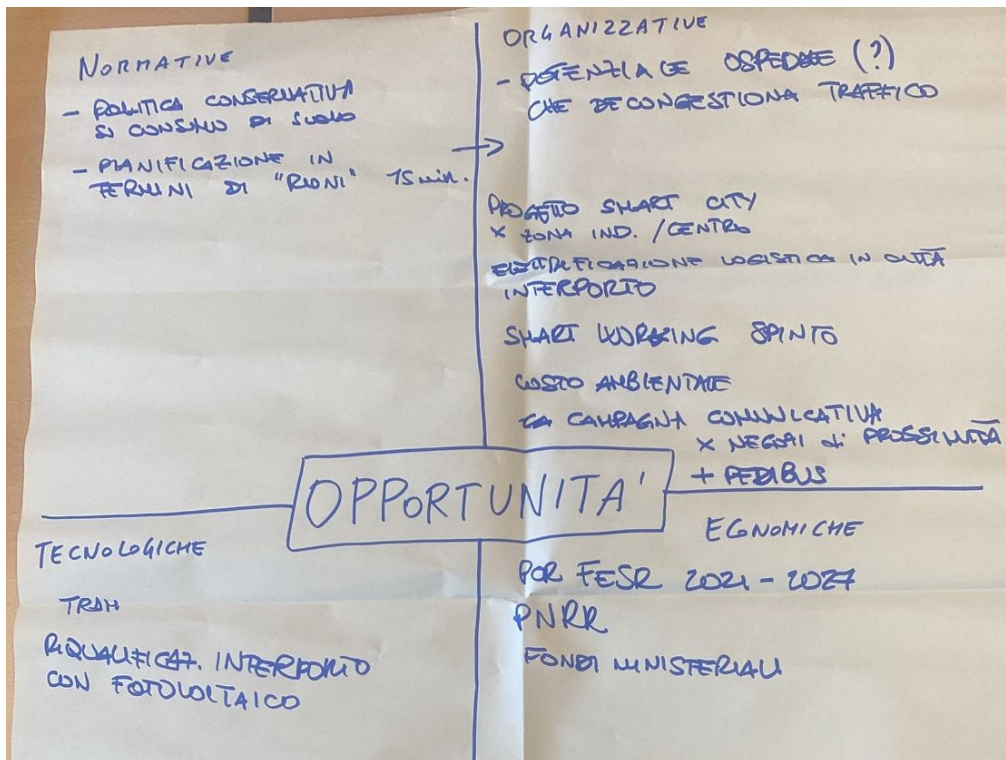 NORMATIVE
- POLITICA CONSERVATIVA
SU CONSUMO DI SUOLO
- PIANIFICAZIONE IN
TERMINI DI "RIONI" 15 min. →
ORGANIZZATIVE
- POTENZIALE OSPEDALE (?)
CHE DECONGESTIONA TRAFFICO
PROGETTO SMART CITY
X ZONA IND. / CENTRO
ELETTRIFICAZIONE LOGISTICA IN CITTÀ
INTERPORTO
SMART WORKING SPINTO
COSTO AMBIENTALE
CAMPAGNA COMUNICATIVA
X NEGOZI di PROSSIMITÀ
+ PEDIBUS
OPPORTUNITA'
TECNOLOGICHE
TRAM
RIQUALIFICAZ. INTERPORTO
CON FOTOVOLTAICO
ECONOMICHE
POR FESR 2021 - 2027
PNRR
FONDI MINISTERIALI